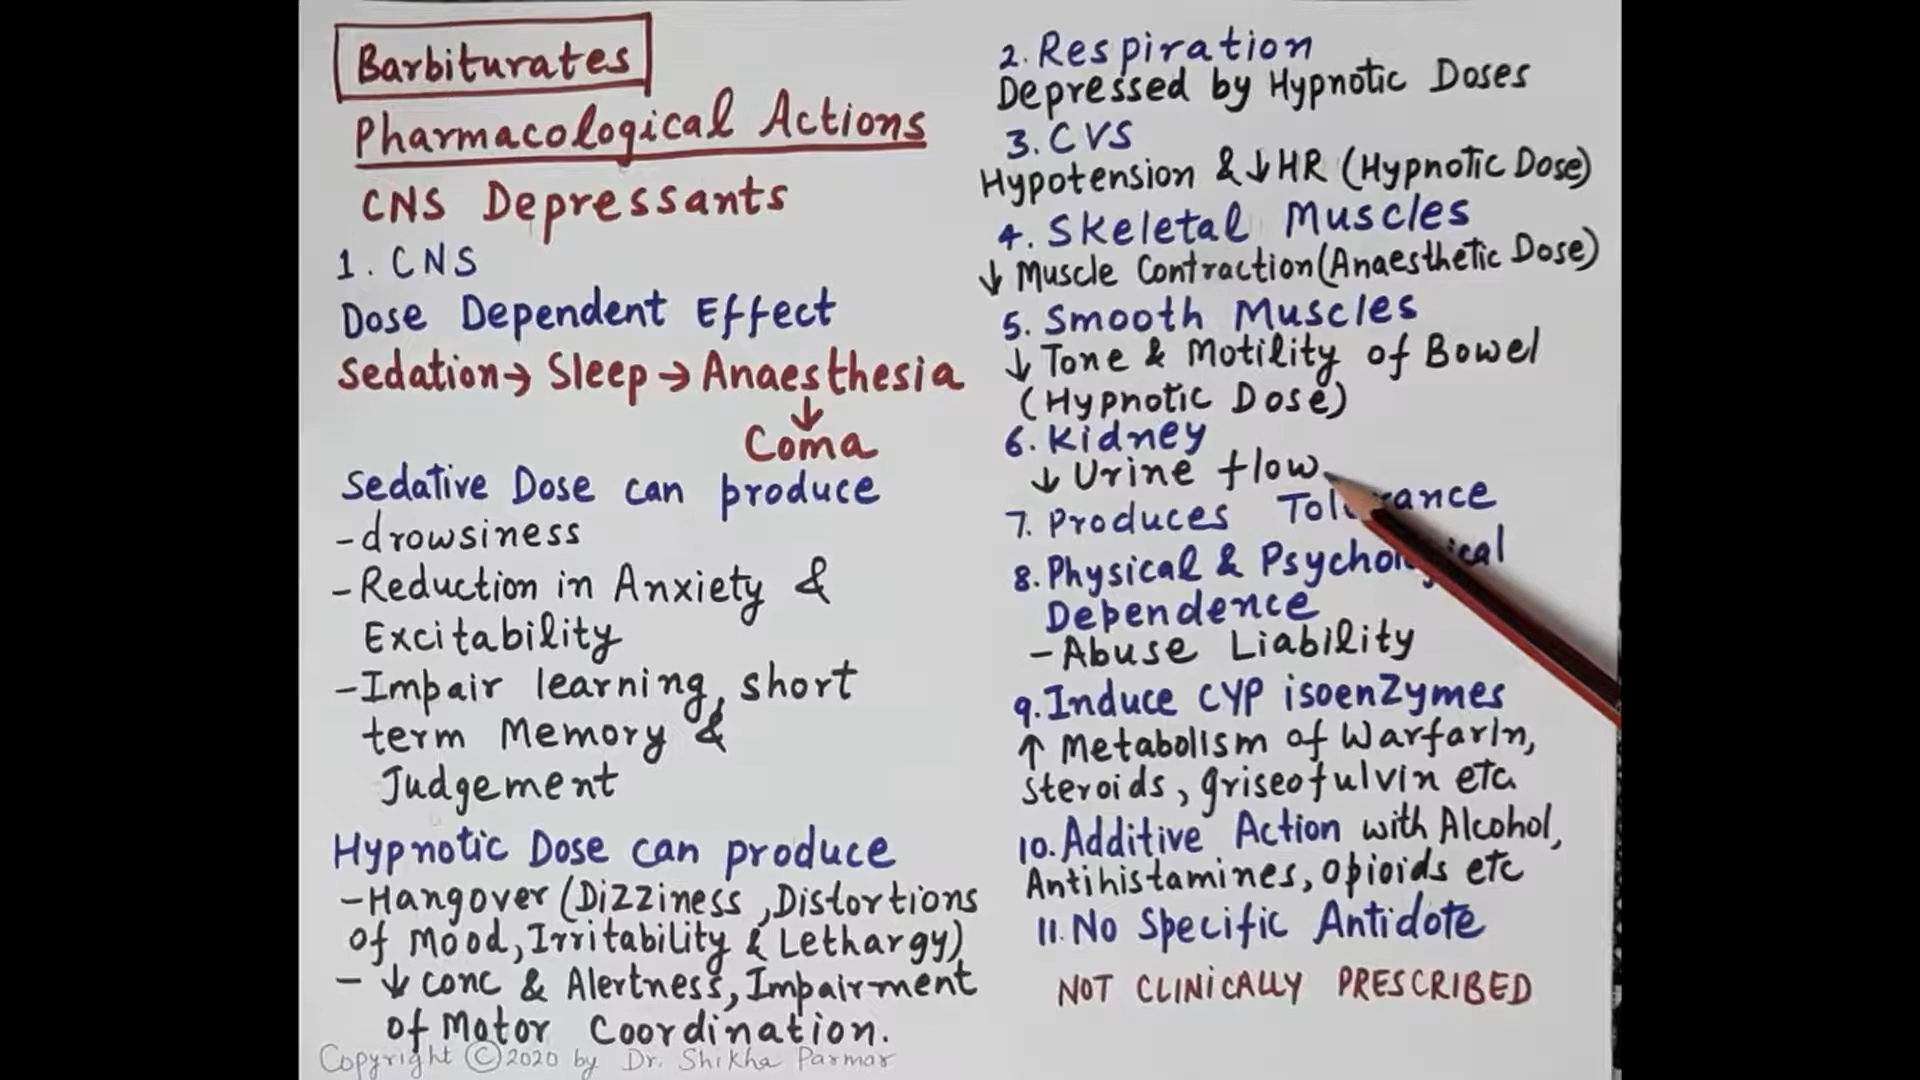 Barbiturates
Pharmacological Actions
CNS Depressants
1. CNS
Dose Dependent Effect
Sedation → Sleep → Anaesthesia
↓
Coma
Sedative Dose can produce
- drowsiness
- Reduction in Anxiety &
Excitability
- Impair learning, short
term Memory &
Judgement
Hypnotic Dose can produce
- Hangover (Dizziness, Distortions
of Mood, Irritability & Lethargy)
- ↓ conc & Alertness, Impairment
of Motor Coordination.
Copyright ©2020 by Dr. Shikha Parmar
2. Respiration
Depressed by Hypnotic Doses
3. CVS
Hypotension & ↓ HR (Hypnotic Dose)
4. Skeletal Muscles
↓ Muscle Contraction (Anaesthetic Dose)
5. Smooth Muscles
↓ Tone & Motility of Bowel
(Hypnotic Dose)
6. Kidney
↓ Urine flow
7. Produces Tolerance
8. Physical & Psychological
Dependence
- Abuse Liability
9. Induce CYP isoenzymes
↑ Metabolism of Warfarin,
steroids, griseofulvin etc.
10. Additive Action with Alcohol,
Antihistamines, opioids etc
11. No Specific Antidote
NOT CLINICALLY PRESCRIBED